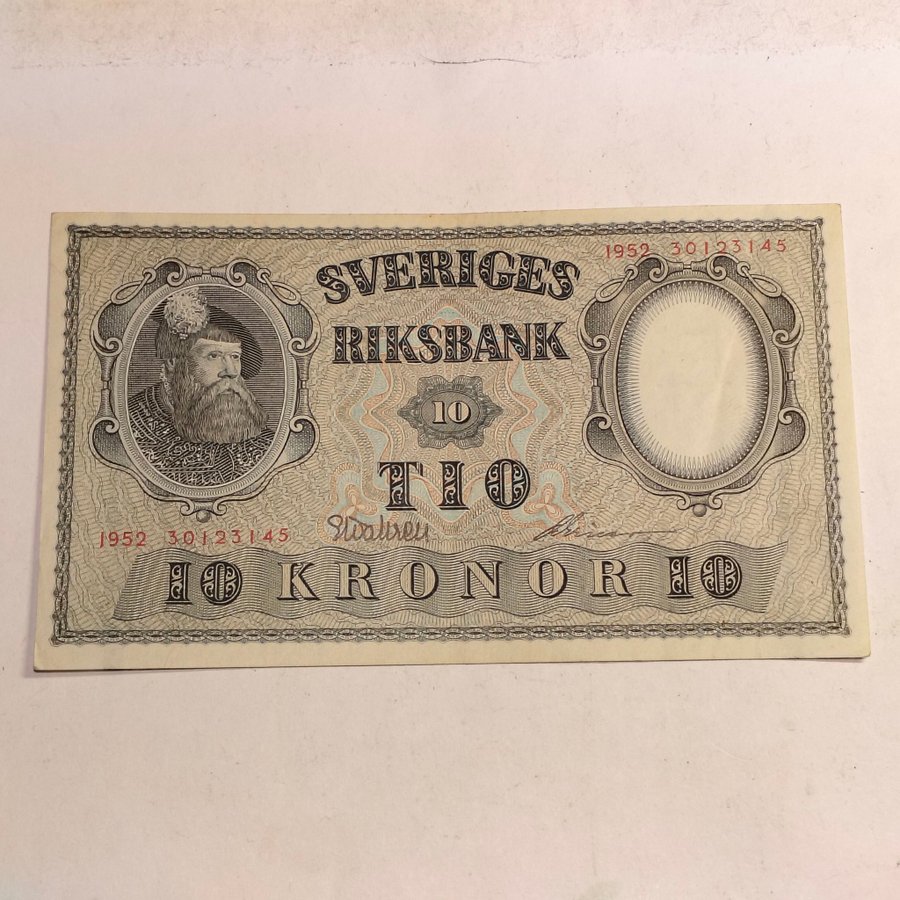 1952 30123145
SVERIGES
RIKSBANK
10
TIO
1952 30123145
10 KRONOR 10